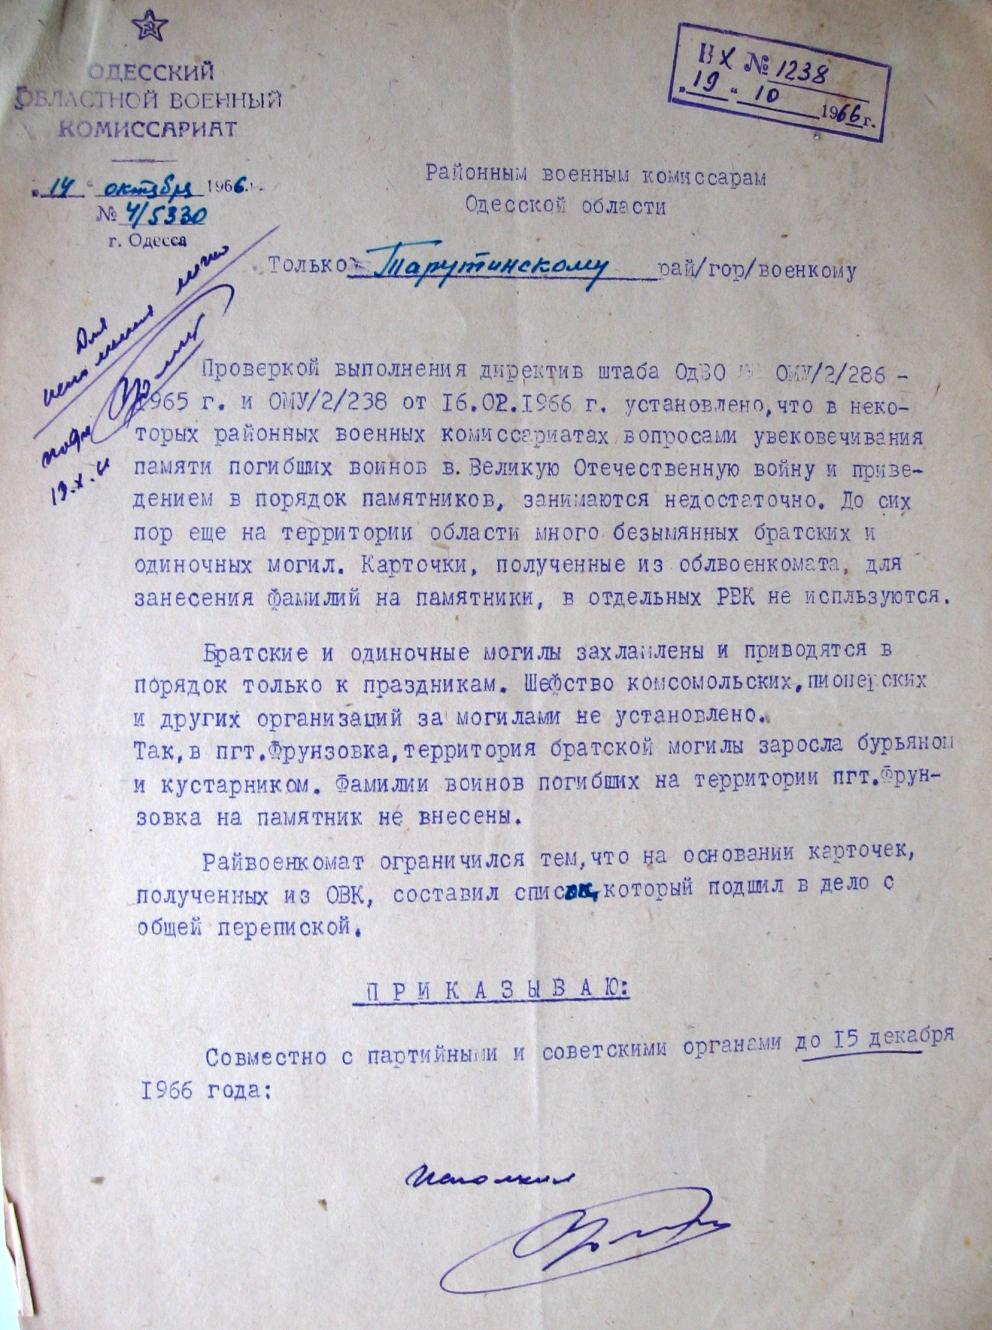 ОДЕССКИЙ
ОБЛАСТНОЙ ВОЕННЫЙ
КОМИССАРИАТ
Вх № 1238
„19" 10 1966 г.
„14" октября 1966 г.
№ 4/5330
г. Одесса
Районным военным комиссарам
Одесской области
Только Тарутинскому рай/гор/военкому
Для
исполнения
19.X.
Проверкой выполнения директив штаба ОдВО № ОМУ/2/286 -
1965 г. и ОМУ/2/238 от 16.02.1966 г. установлено,что в неко-
торых районных военных комиссариатах вопросами увековечивания
памяти погибших воинов в.Великую Отечественную войну и приве-
дением в порядок памятников, занимаются недостаточно. До сих
пор еще на территории области много безымянных братских и
одиночных могил. Карточки, полученные из облвоенкомата, для
занесения фамилий на памятники, в отдельных РВК не испльзуются.
Братские и одиночные могилы захламлены и приводятся в
порядок только к праздникам. Шефство комсомольских,пионерских
и других организаций за могилами не установлено.
Так,в пгт.Фрунзовка,территория братской могилы заросла бурьяном
и кустарником. Фамилии воинов погибших на территории пгт.Фрун-
зовка на памятник не внесены.
Райвоенкомат ограничился тем,что на основании карточек,
полученных из ОВК, составил список, который подшил в дело с
общей перепиской.
П Р И К А З Ы В А Ю:
Совместно с партийными и советскими органами до 15 декабря
1966 года:
Исполнил